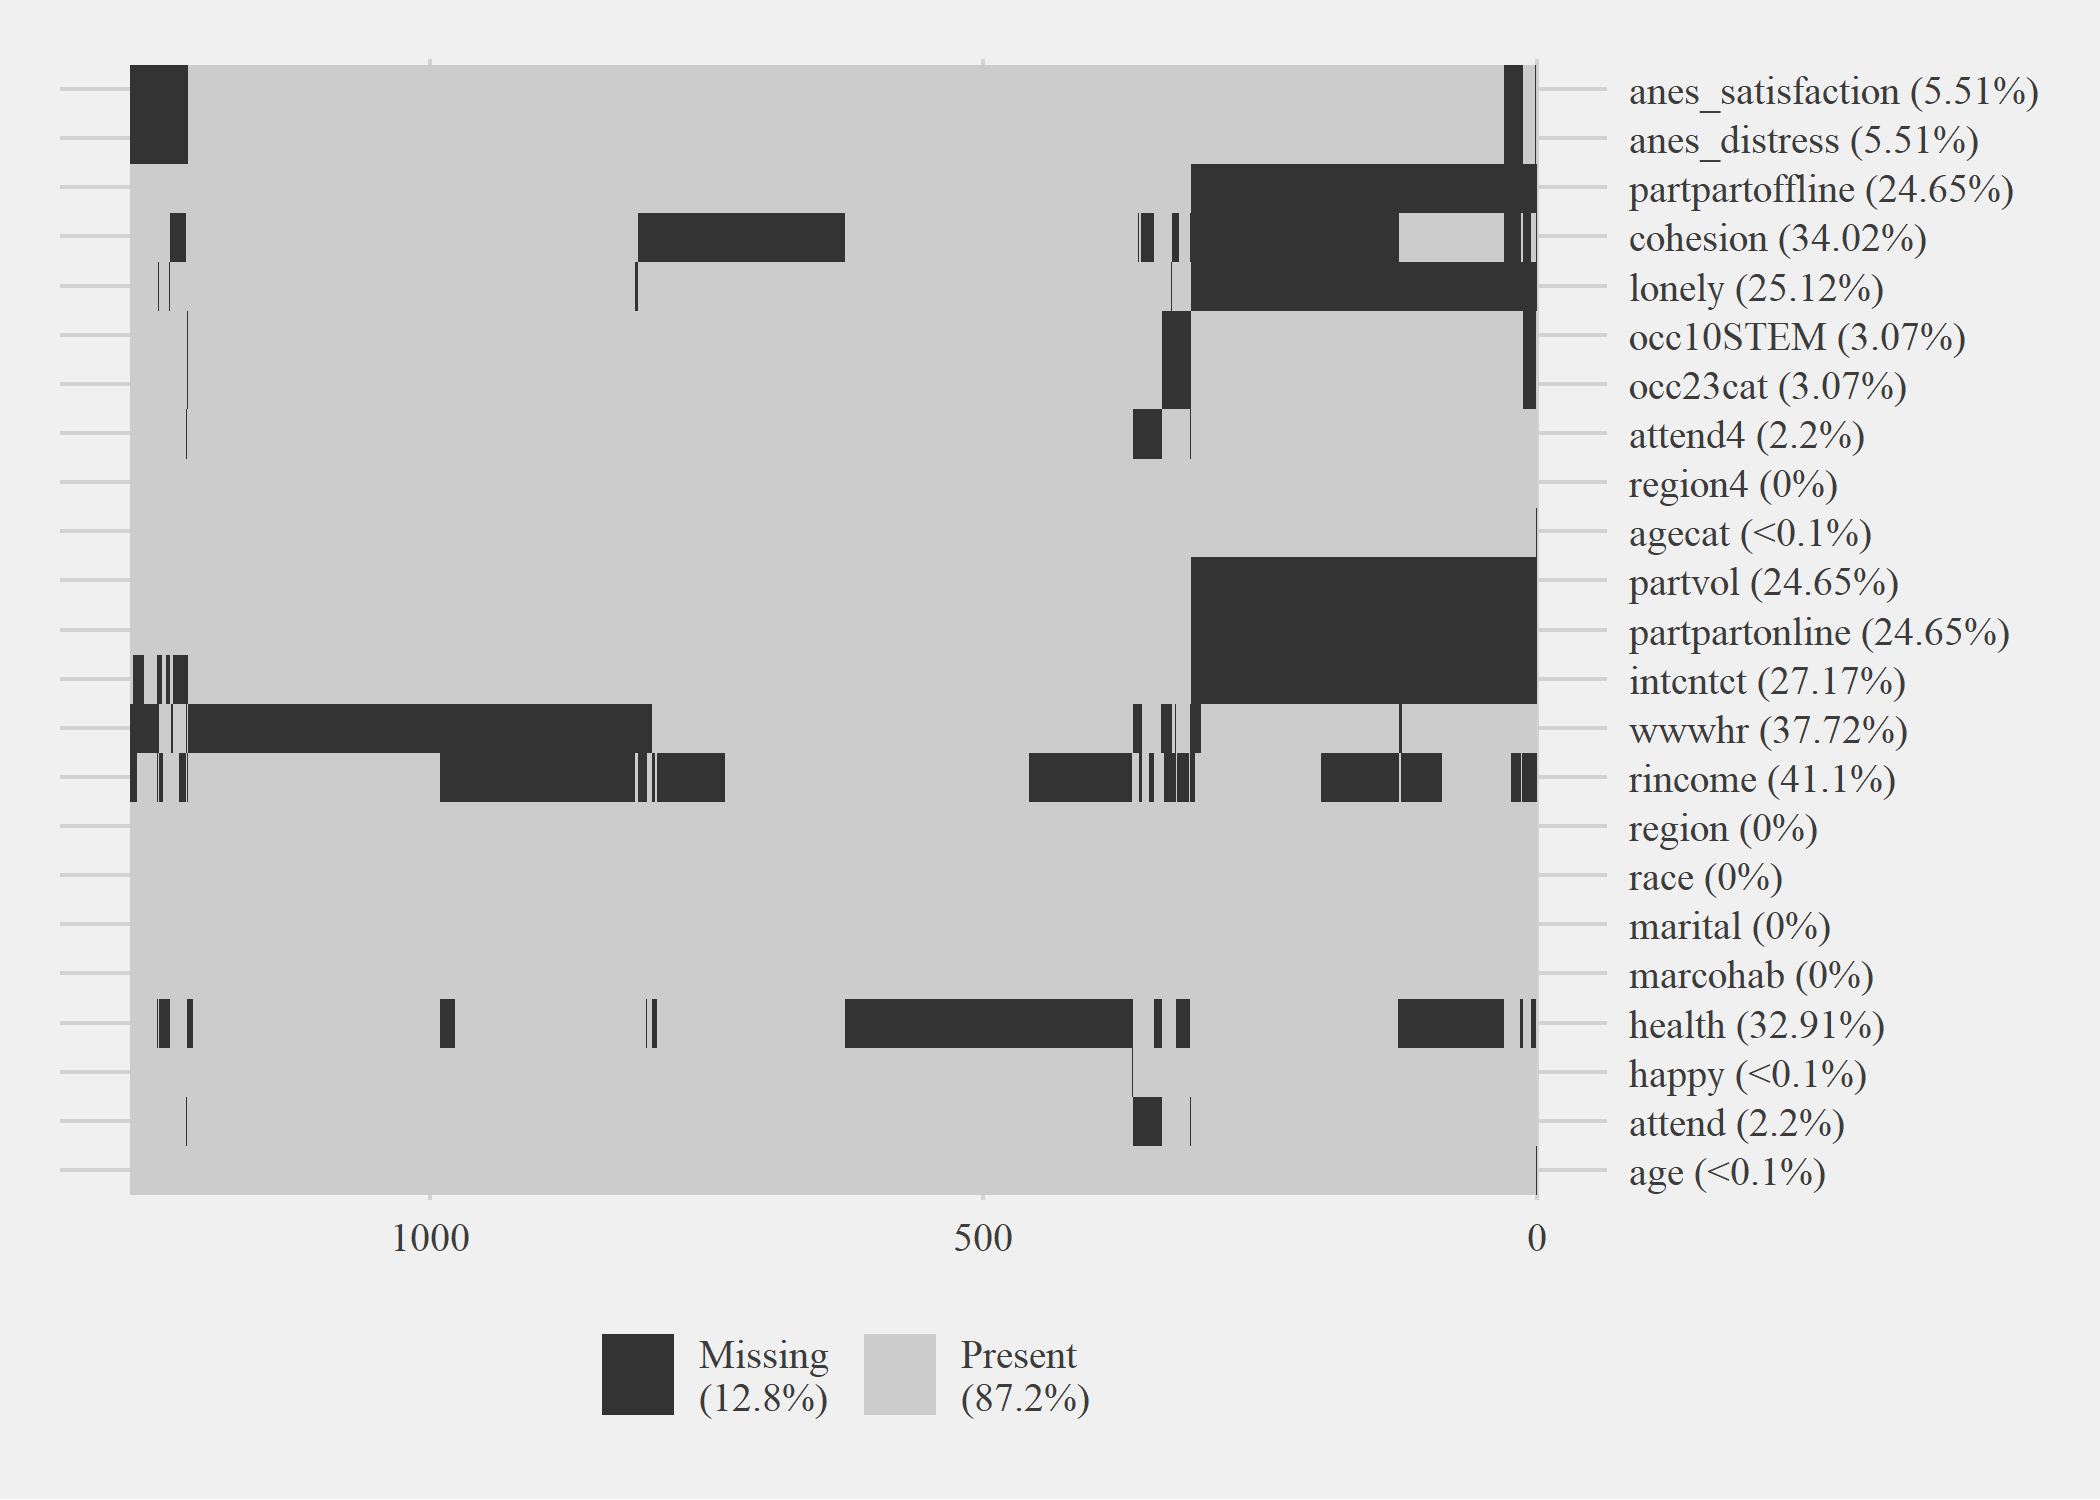 anes_satisfaction (5.51%)
anes_distress (5.51%)
partpartoffline (24.65%)
cohesion (34.02%)
lonely (25.12%)
occ10STEM (3.07%)
occ23cat (3.07%)
attend4 (2.2%)
region4 (0%)
agecat (<0.1%)
partvol (24.65%)
partpartonline (24.65%)
intcntct (27.17%)
wwwhr (37.72%)
rincome (41.1%)
region (0%)
race (0%)
marital (0%)
marcohab (0%)
health (32.91%)
happy (<0.1%)
attend (2.2%)
age (<0.1%)
1000 500 0
Missing Present
(12.8%) (87.2%)